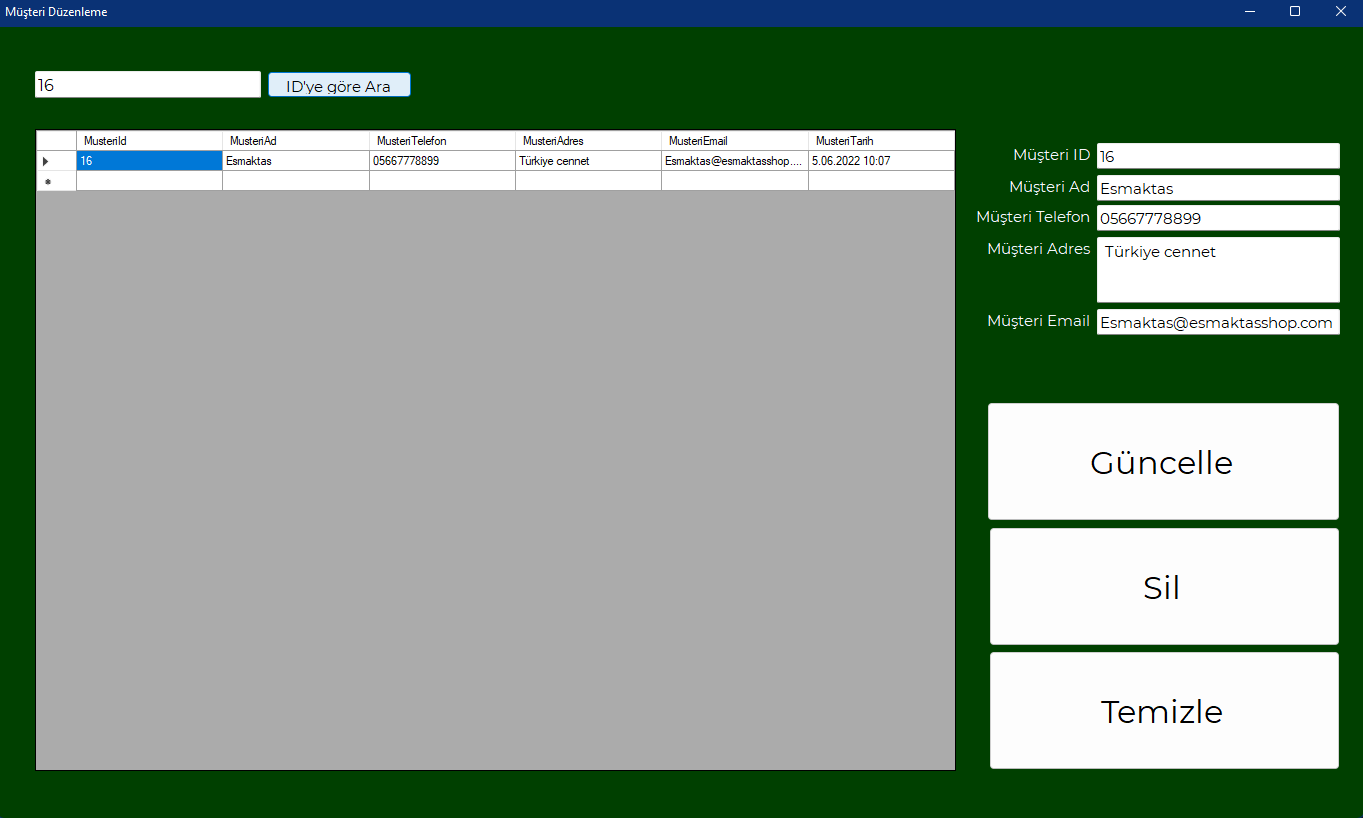 Müşteri Düzenleme
16
ID'ye göre Ara
MusteriId MusteriAd MusteriTelefon MusteriAdres MusteriEmail MusteriTarih
16 Esmaktas 05667778899 Türkiye cennet Esmaktas@esmaktasshop.... 5.06.2022 10:07
Müşteri ID 16
Müşteri Ad Esmaktas
Müşteri Telefon 05667778899
Müşteri Adres Türkiye cennet
Müşteri Email Esmaktas@esmaktasshop.com
Güncelle
Sil
Temizle